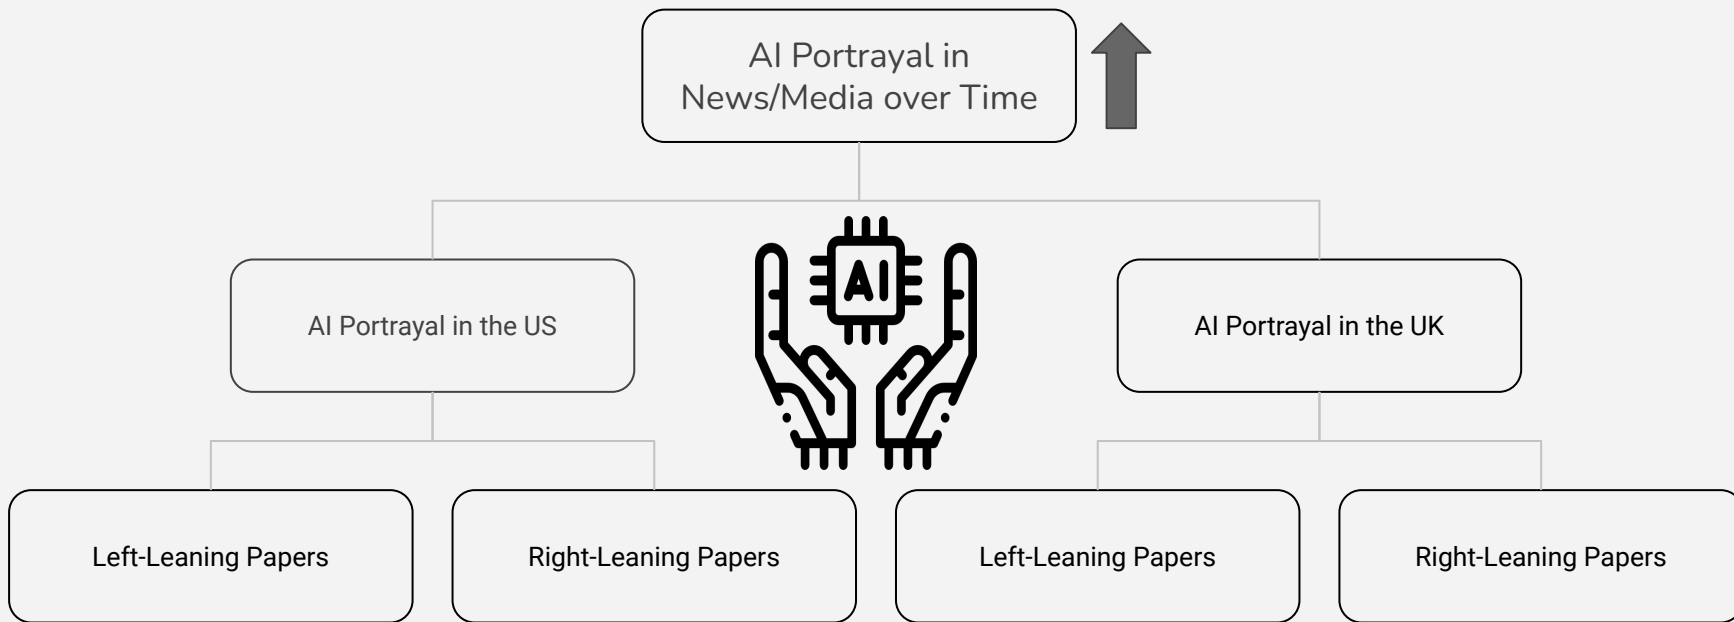 AI Portrayal in
News/Media over Time
AI
AI Portrayal in the US
AI Portrayal in the UK
Left-Leaning Papers
Right-Leaning Papers
Left-Leaning Papers
Right-Leaning Papers